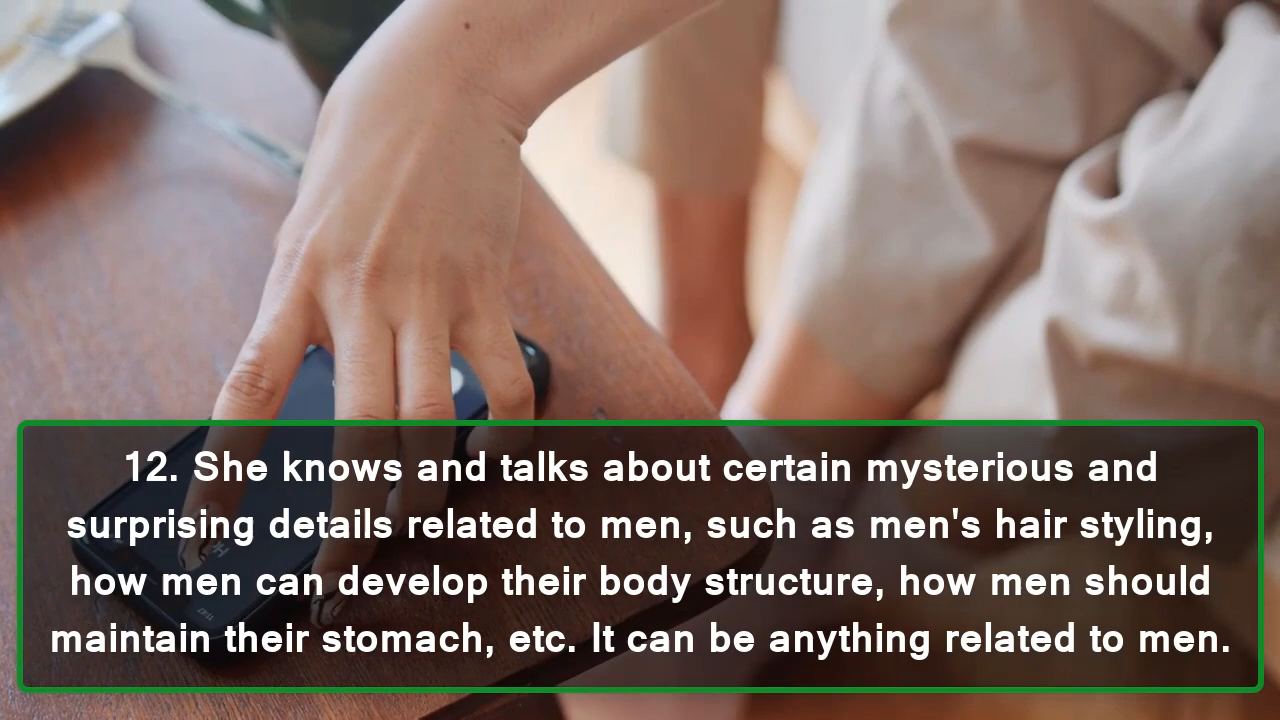 12. She knows and talks about certain mysterious and
surprising details related to men, such as men's hair styling,
how men can develop their body structure, how men should
maintain their stomach, etc. It can be anything related to men.